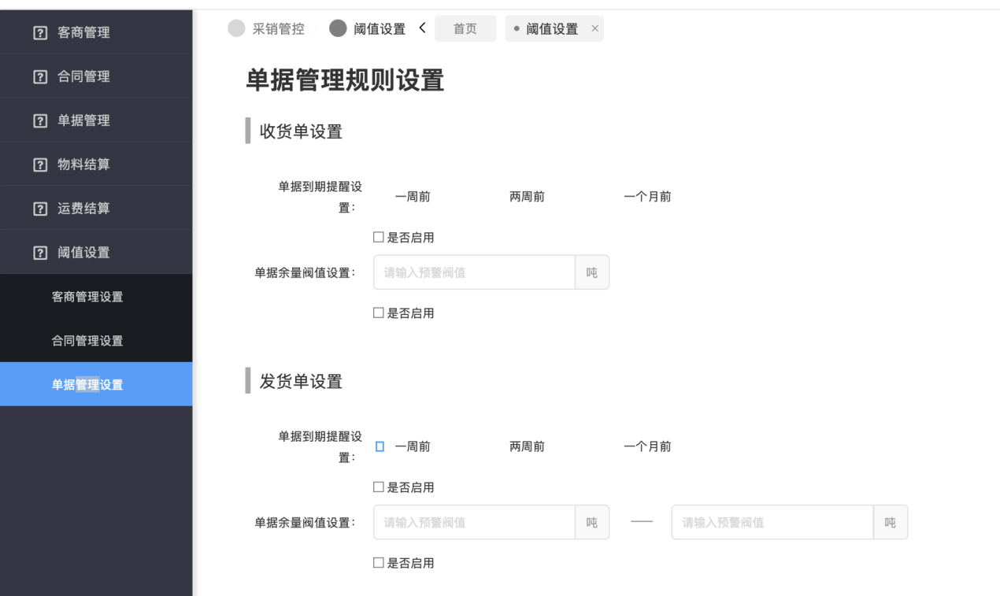 客商管理
合同管理
单据管理
物料结算
运费结算
阈值设置
客商管理设置
合同管理设置
单据管理设置
采销管控 / 阈值设置 首页 阈值设置 ×
单据管理规则设置
收货单设置
单据到期提醒设
置:
一周前 两周前 一个月前
是否启用
单据余量阀值设置: 请输入预警阀值 吨
是否启用
发货单设置
单据到期提醒设
置:
一周前 两周前 一个月前
是否启用
单据余量阀值设置: 请输入预警阀值 吨 — 请输入预警阀值 吨
是否启用